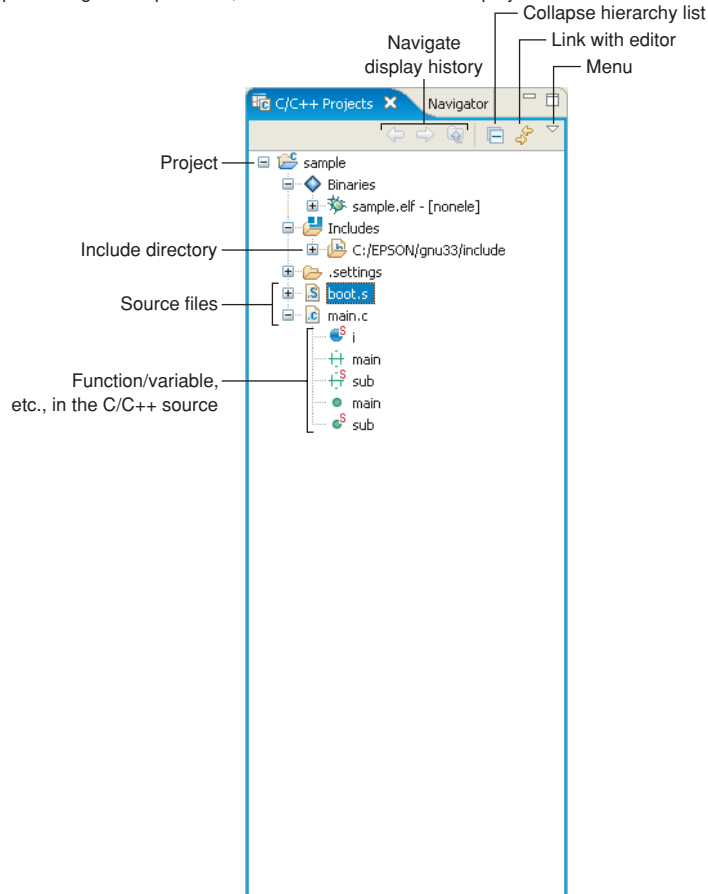 Collapse hierarchy list
Navigate
display history
Link with editor
Menu
C/C++ Projects
Navigator
Project
sample
Binaries
sample.elf - [nonele]
Includes
Include directory
C:/EPSON/gnu33/include
.settings
Source files
.S boot.s
.c main.c
S i
main
Function/variable,
etc., in the C/C++ source
S sub
main
S sub